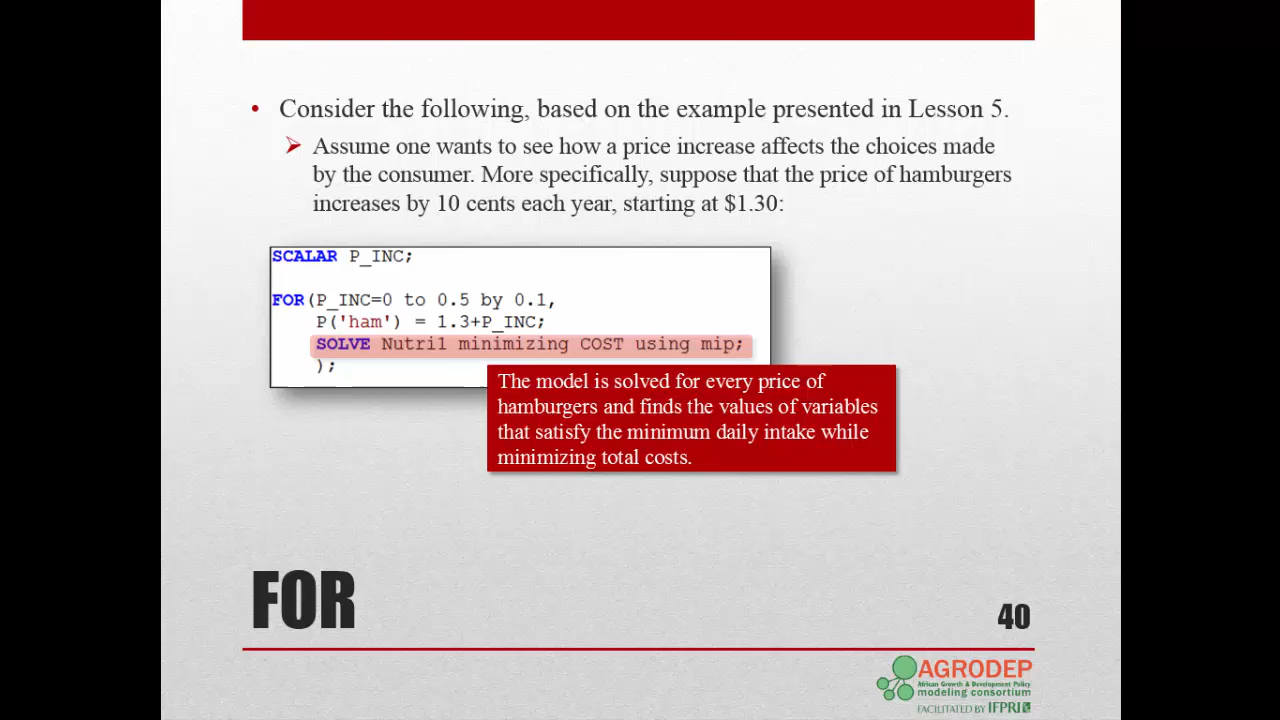 • Consider the following, based on the example presented in Lesson 5.
➢ Assume one wants to see how a price increase affects the choices made
by the consumer. More specifically, suppose that the price of hamburgers
increases by 10 cents each year, starting at $1.30:
SCALAR P_INC;
FOR(P_INC=0 to 0.5 by 0.1,
P('ham') = 1.3+P_INC;
SOLVE Nutri1 minimizing COST using mip;
);
The model is solved for every price of
hamburgers and finds the values of variables
that satisfy the minimum daily intake while
minimizing total costs.
FOR
40
AGRODEP
African Growth & Development Policy
modeling consortium
FACILITATED BY IFPRI